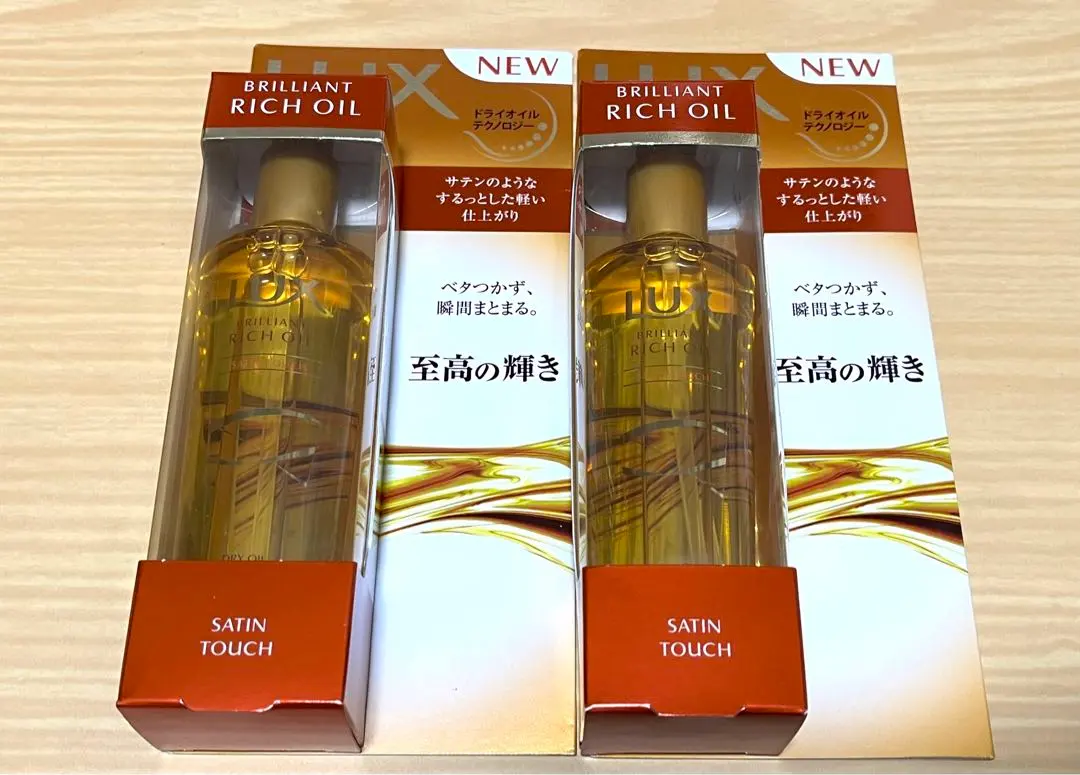 LUX
NEW
BRILLIANT
RICH OIL
ドライオイル
テクノロジー
サテンのような
するっとした軽い
仕上がり
ベタつかず、
瞬間まとまる。
至高の輝き
LUX
BRILLIANT
RICH OIL
DRY OIL
SATIN
TOUCH
LUX
NEW
BRILLIANT
RICH OIL
ドライオイル
テクノロジー
サテンのような
するっとした軽い
仕上がり
ベタつかず、
瞬間まとまる。
至高の輝き
LUX
BRILLIANT
RICH OIL
SATIN
TOUCH